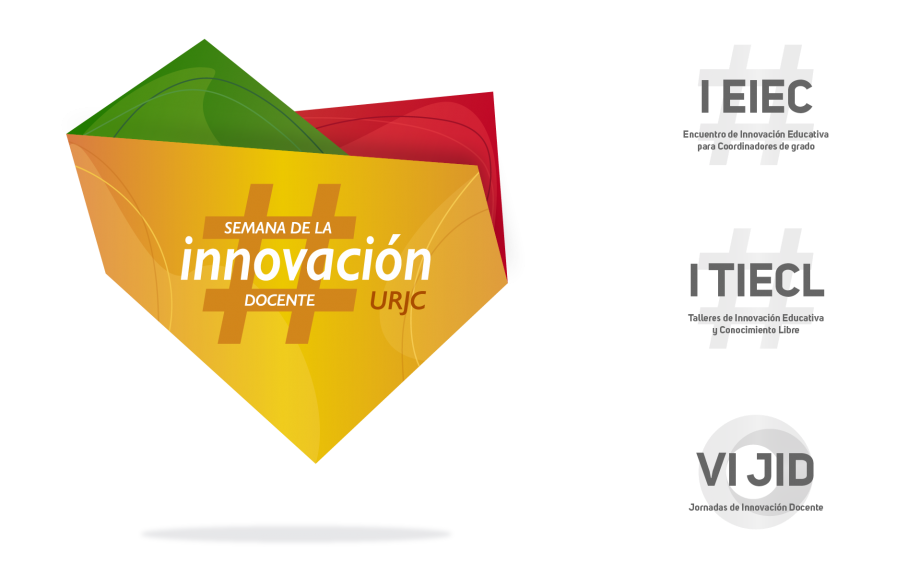 SEMANA DE LA
innovación
DOCENTE URJC
I EIEC
Encuentro de Innovación Educativa
para Coordinadores de grado
I TIECL
Talleres de Innovación Educativa
y Conocimiento Libre
VI JID
Jornadas de Innovación Docente